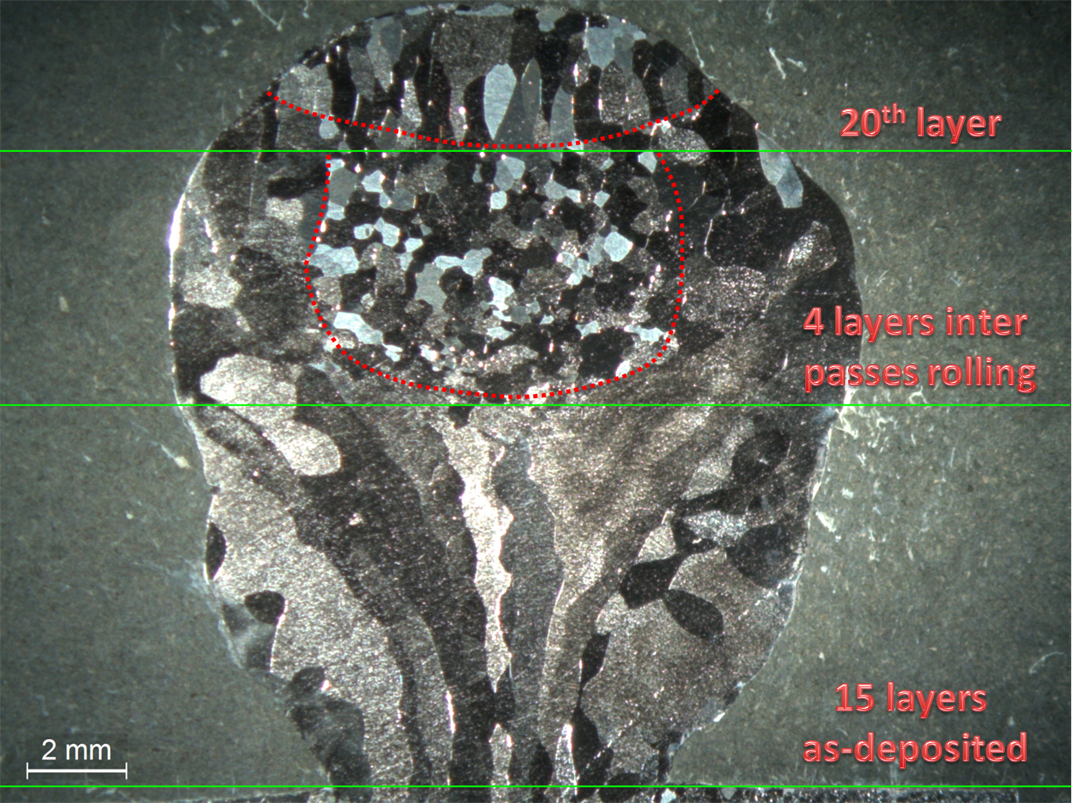 20th layer
4 layers inter
passes rolling
15 layers
as-deposited
2 mm